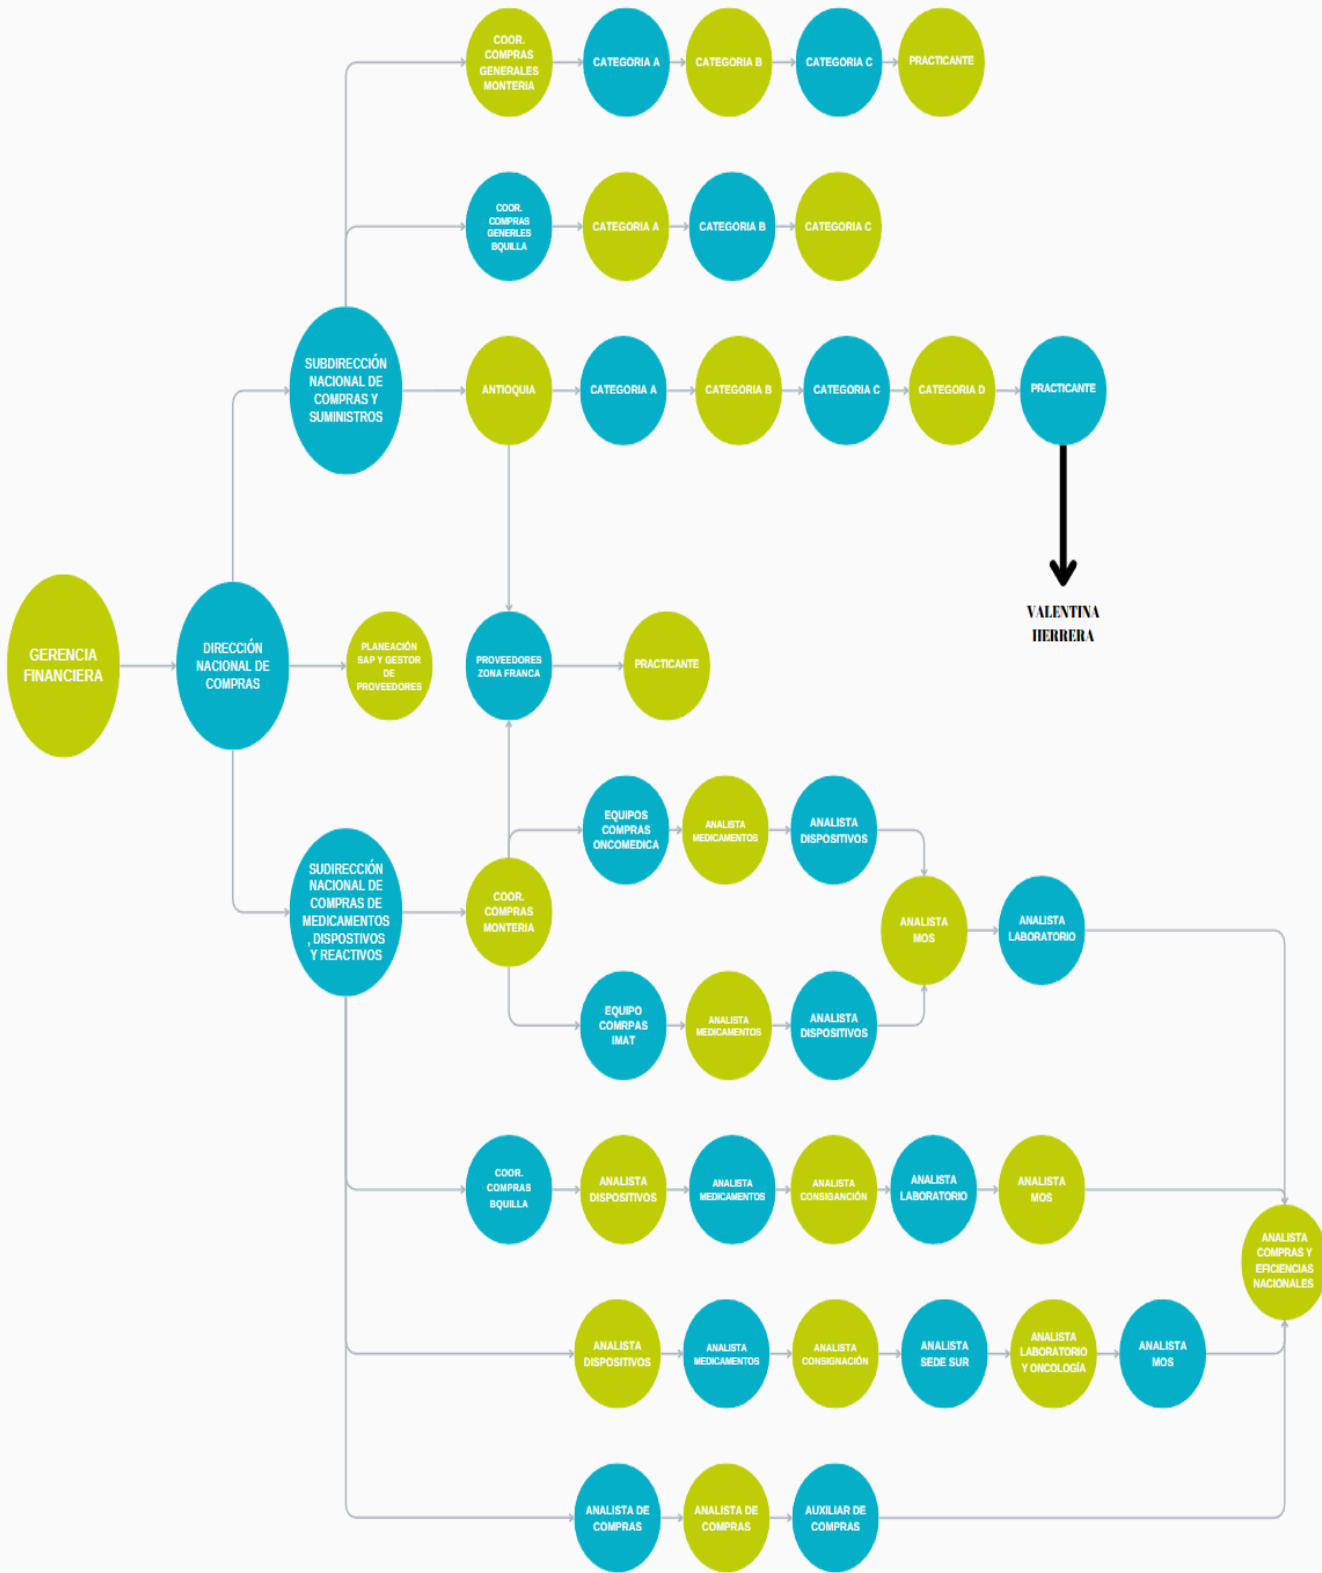 COOR.
COMPRAS
GENERALES
MONTERIA
CATEGORIA A
CATEGORIA B
CATEGORIA C
PRACTICANTE
COOR.
COMPRAS
GENERLES
BQUILLA
CATEGORIA A
CATEGORIA B
CATEGORIA C
SUBDIRECCIÓN
NACIONAL DE
COMPRAS Y
SUMINISTROS
ANTIOQUIA
CATEGORIA A
CATEGORIA B
CATEGORIA C
CATEGORIA D
PRACTICANTE
VALENTINA
HERRERA
GERENCIA
FINANCIERA
DIRECCIÓN
NACIONAL DE
COMPRAS
PLANEACIÓN
SAP Y GESTOR
DE
PROVEEDORES
PROVEEDORES
ZONA FRANCA
PRACTICANTE
EQUIPOS
COMPRAS
ONCOMEDICA
ANALISTA
MEDICAMENTOS
ANALISTA
DISPOSITIVOS
SUDIRECCIÓN
NACIONAL DE
COMPRAS DE
MEDICAMENTOS
, DISPOSTIVOS
Y REACTIVOS
COOR.
COMPRAS
MONTERIA
ANALISTA
MOS
ANALISTA
LABORATORIO
EQUIPO
COMRPAS
IMAT
ANALISTA
MEDICAMENTOS
ANALISTA
DISPOSITIVOS
COOR.
COMPRAS
BQUILLA
ANALISTA
DISPOSITIVOS
ANALISTA
MEDICAMENTOS
ANALISTA
CONSIGANCIÓN
ANALISTA
LABORATORIO
ANALISTA
MOS
ANALISTA
COMPRAS Y
EFICIENCIAS
NACIONALES
ANALISTA
DISPOSITIVOS
ANALISTA
MEDICAMENTOS
ANALISTA
CONSIGNACIÓN
ANALISTA
SEDE SUR
ANALISTA
LABORATORIO
Y ONCOLOGÍA
ANALISTA
MOS
ANALISTA DE
COMPRAS
ANALISTA DE
COMPRAS
AUXILIAR DE
COMPRAS